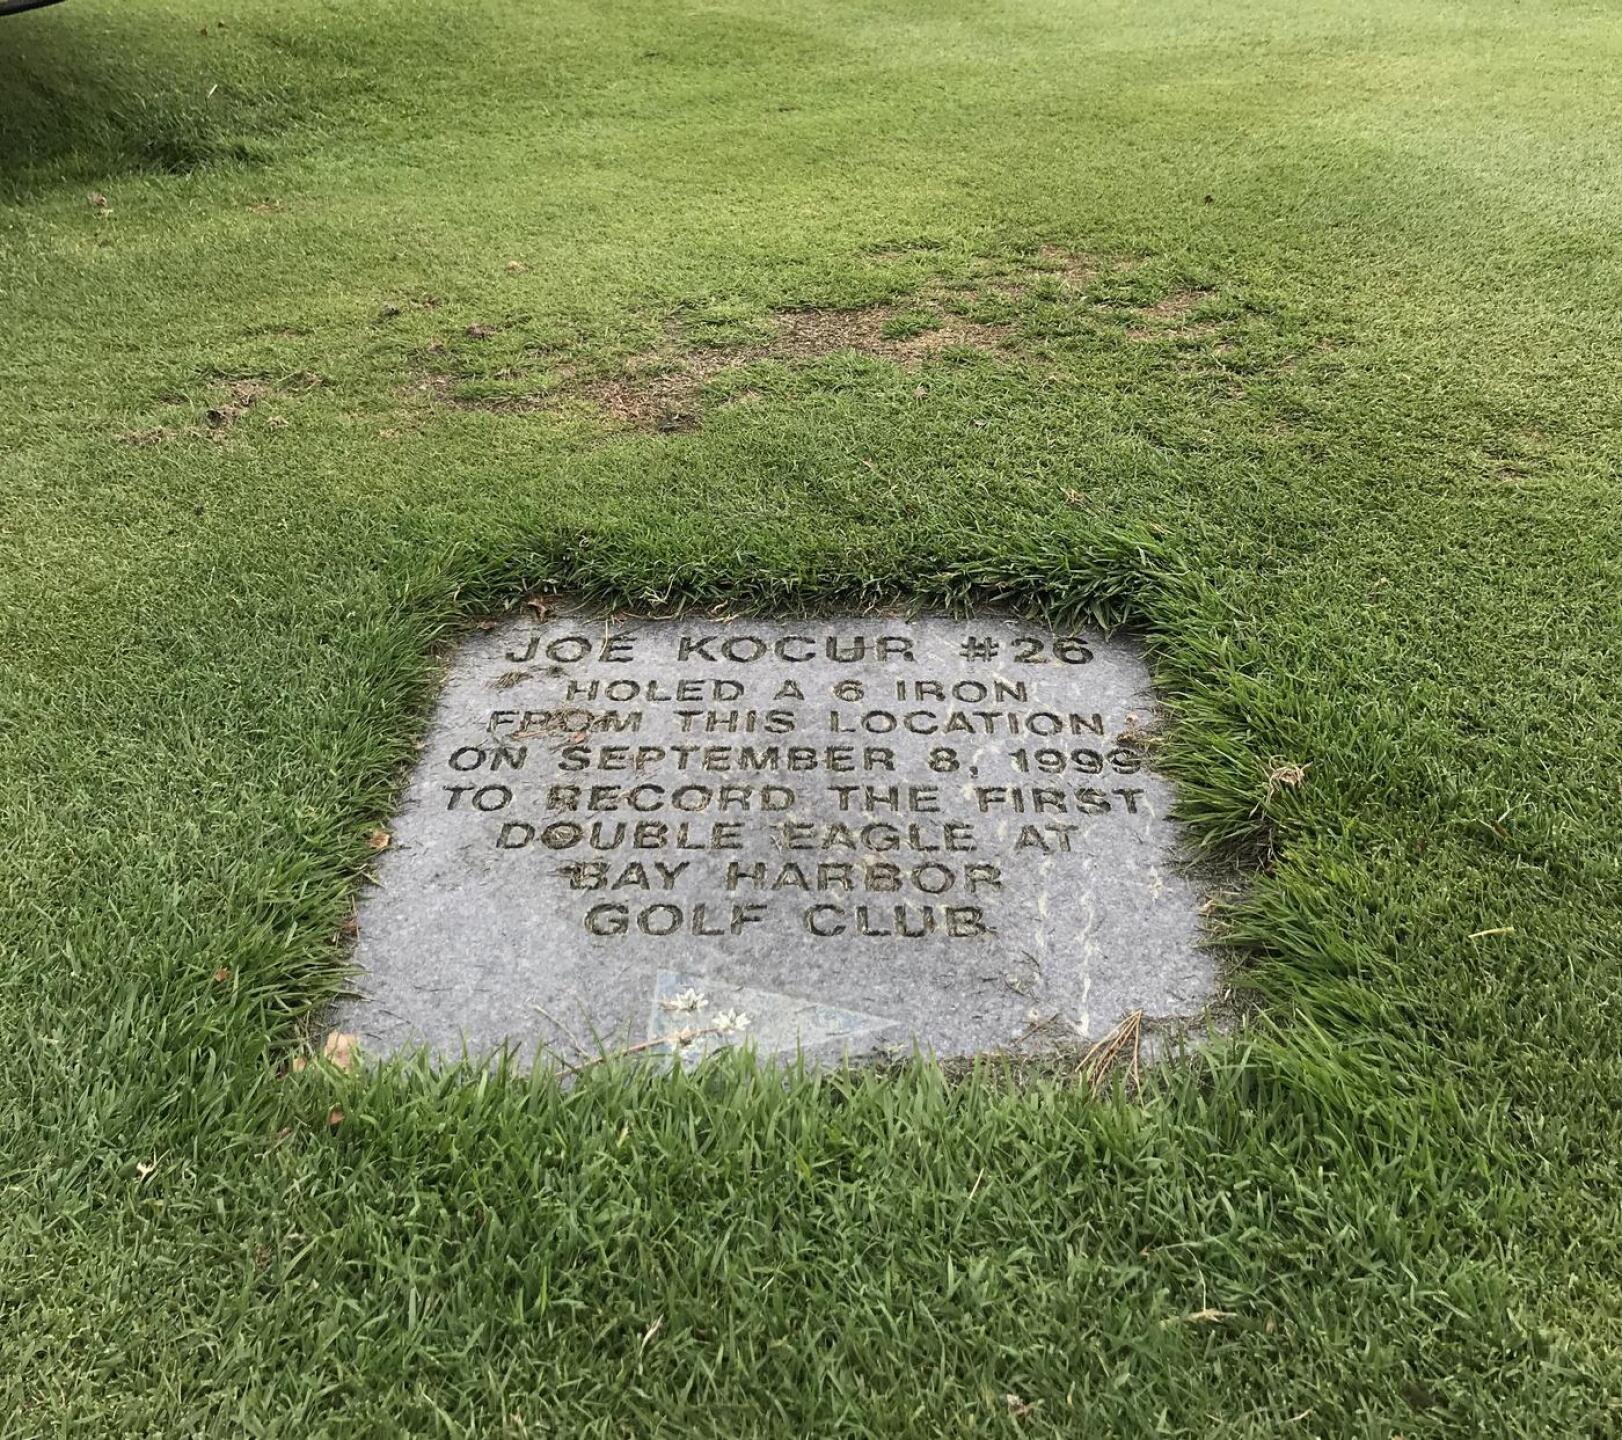 JOE KOCUR #26
HOLED A 6 IRON
FROM THIS LOCATION
ON SEPTEMBER 8, 1999
TO RECORD THE FIRST
DOUBLE EAGLE AT
BAY HARBOR
GOLF CLUB